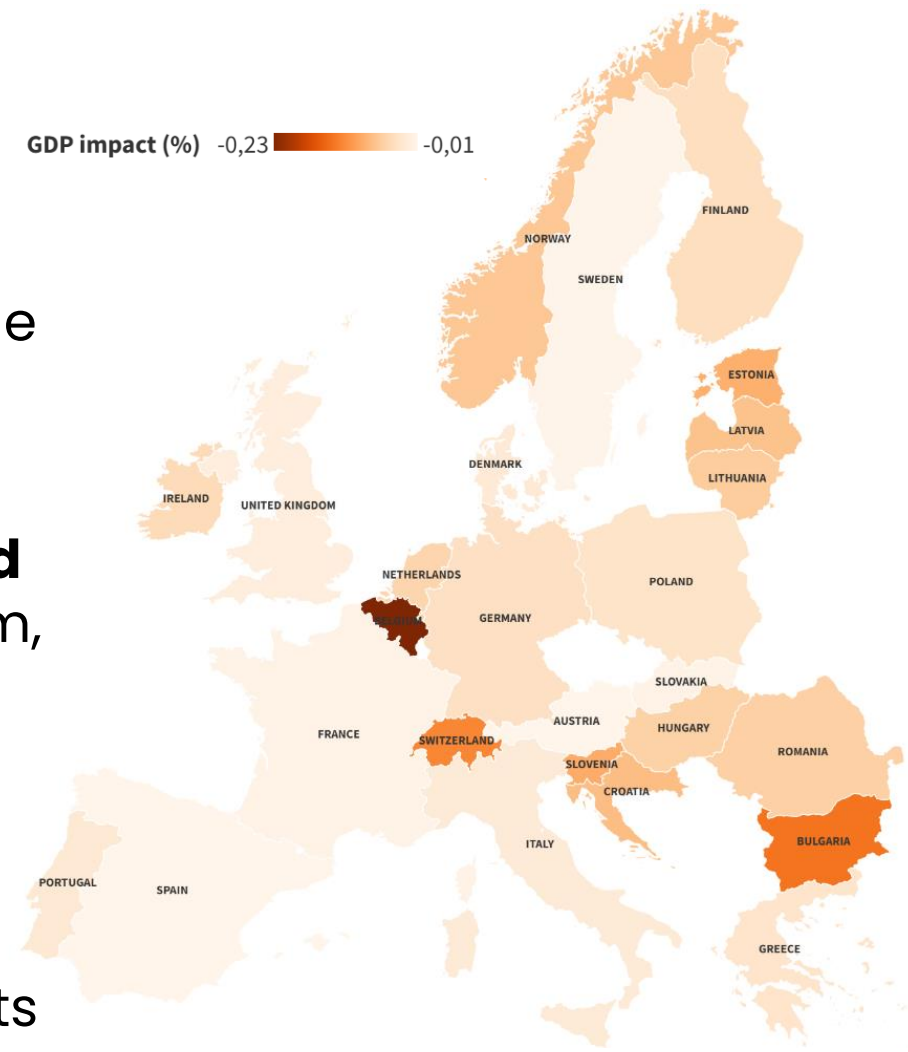 GDP impact (%) -0,23 -0,01
FINLAND
NORWAY
SWEDEN
e
ESTONIA
LATVIA
DENMARK
LITHUANIA
IRELAND
UNITED KINGDOM
d
NETHERLANDS
POLAND
BELGIUM
GERMANY
m,
SLOVAKIA
AUSTRIA
HUNGARY
FRANCE
SWITZERLAND
ROMANIA
SLOVENIA
CROATIA
BULGARIA
ITALY
PORTUGAL
SPAIN
GREECE
ts